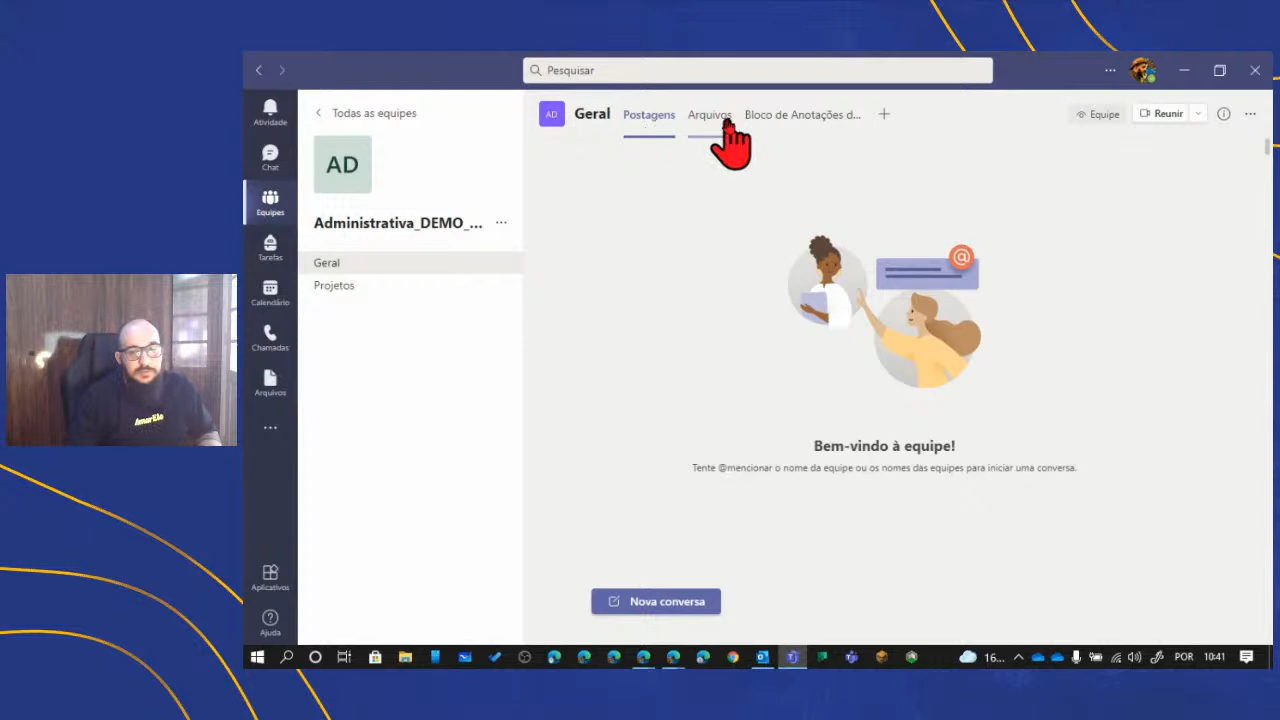 Pesquisar
Atividade
Chat
Equipes
Tarefas
Calendário
Chamadas
Arquivos
Aplicativos
Ajuda
Todas as equipes
AD
Administrativa_DEMO_...
Geral
Projetos
AD
Geral
Postagens
Arquivos
Bloco de Anotações d...
Equipe
Reunir
@
Bem-vindo à equipe!
Tente @mencionar o nome da equipe ou os nomes das equipes para iniciar uma conversa.
Nova conversa
AmarElo
16...
POR
10:41